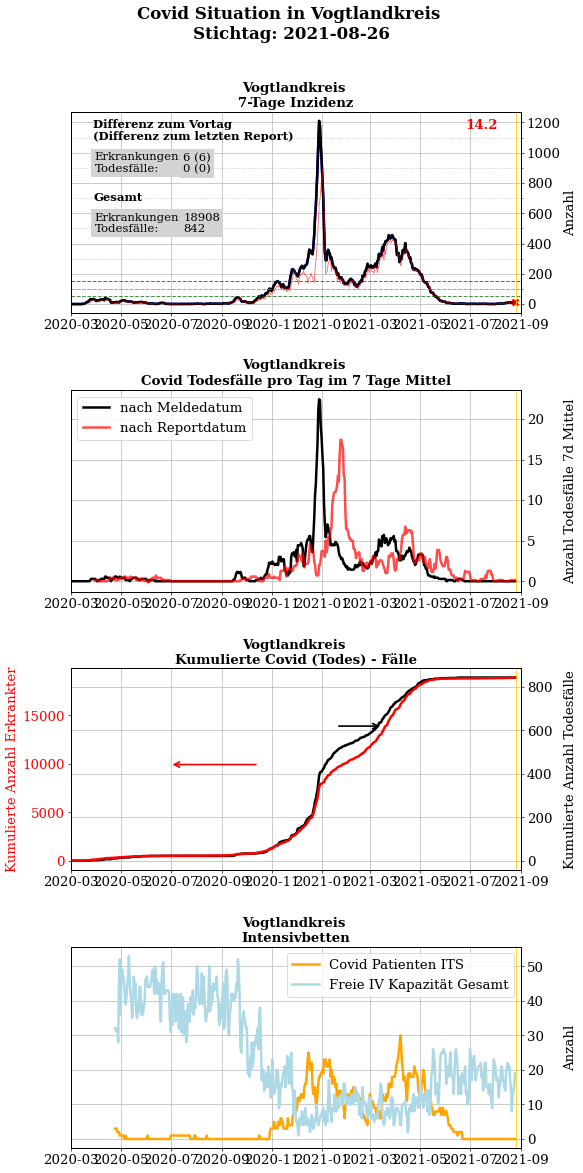 Covid Situation in Vogtlandkreis
Stichtag: 2021-08-26
Vogtlandkreis
7-Tage Inzidenz
Differenz zum Vortag
(Differenz zum letzten Report)
Erkrankungen 6 (6)
Todesfälle: 0 (0)
Gesamt
Erkrankungen 18908
Todesfälle: 842
14.2
1200
1000
800
600
400
200
0
Anzahl
2020-03 2020-05 2020-07 2020-09 2020-11 2021-01 2021-03 2021-05 2021-07 2021-09
Vogtlandkreis
Covid Todesfälle pro Tag im 7 Tage Mittel
nach Meldedatum
nach Reportdatum
20
15
10
5
0
Anzahl Todesfälle 7d Mittel
2020-03 2020-05 2020-07 2020-09 2020-11 2021-01 2021-03 2021-05 2021-07 2021-09
Vogtlandkreis
Kumulierte Covid (Todes) - Fälle
Kumulierte Anzahl Erkrankter
15000
10000
5000
0
800
600
400
200
0
Kumulierte Anzahl Todesfälle
2020-03 2020-05 2020-07 2020-09 2020-11 2021-01 2021-03 2021-05 2021-07 2021-09
Vogtlandkreis
Intensivbetten
Covid Patienten ITS
Freie IV Kapazität Gesamt
50
40
30
20
10
0
Anzahl
2020-03 2020-05 2020-07 2020-09 2020-11 2021-01 2021-03 2021-05 2021-07 2021-09